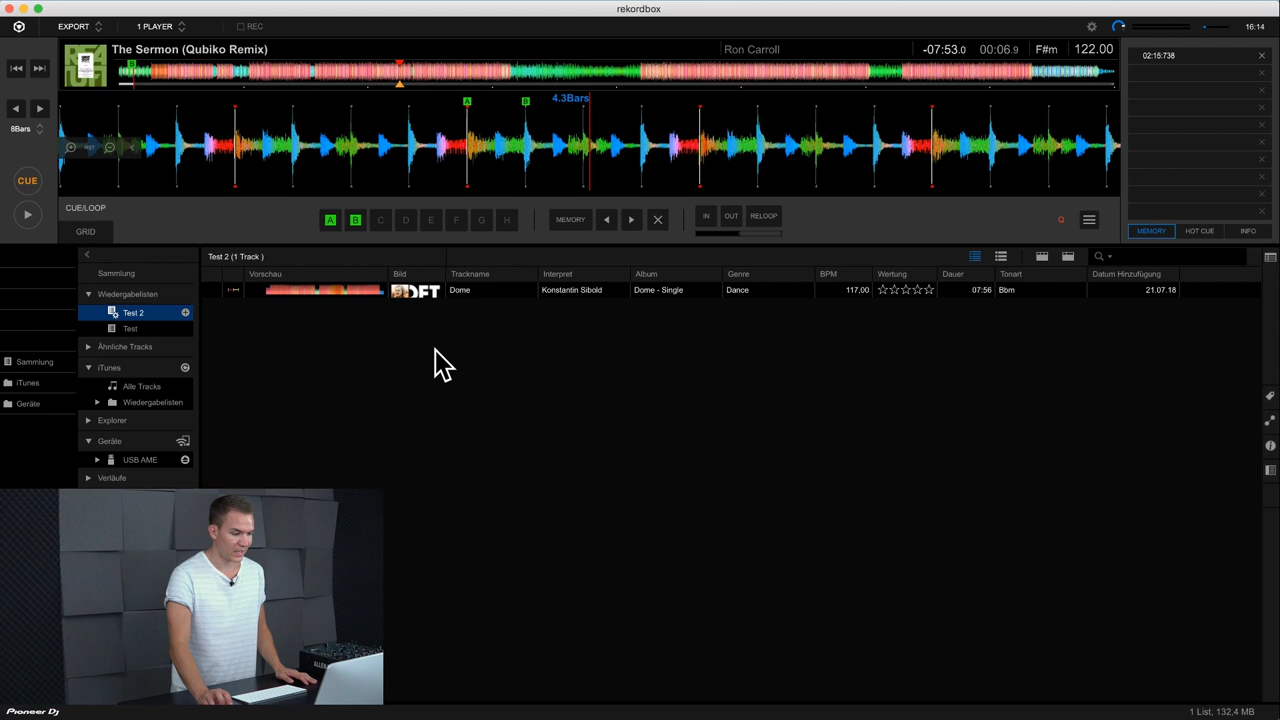 rekordbox
EXPORT 1 PLAYER REC 16:14
The Sermon (Qubiko Remix) Ron Carroll -07:53.0 00:06.9 F#m 122.00
B
02:15:738
A B 4.3Bars
8Bars
RST
CUE
CUE/LOOP
GRID
A B C D E F G H MEMORY IN OUT RELOOP Q
MEMORY HOT CUE INFO
Test 2 (1 Track )
Sammlung Vorschau Bild Trackname Interpret Album Genre BPM Wertung Dauer Tonart Datum Hinzufügung
Dome Konstantin Sibold Dome - Single Dance 117,00 07:56 Bbm 21.07.18
Wiedergabelisten
Test 2
Test
Ähnliche Tracks
iTunes
Alle Tracks
Wiedergabelisten
Explorer
Geräte
USB AME
Verläufe
Sammlung
iTunes
Geräte
Pioneer Dj
1 List, 132,4 MB